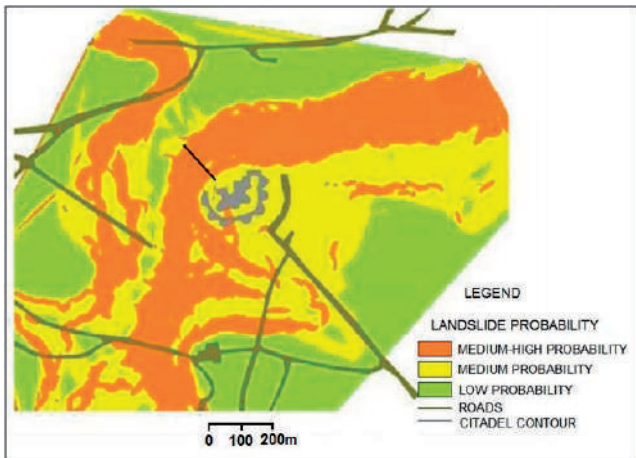 LEGEND
LANDSLIDE PROBABILITY
MEDIUM-HIGH PROBABILITY
MEDIUM PROBABILITY
LOW PROBABILITY
ROADS
CITADEL CONTOUR
0 100 200m